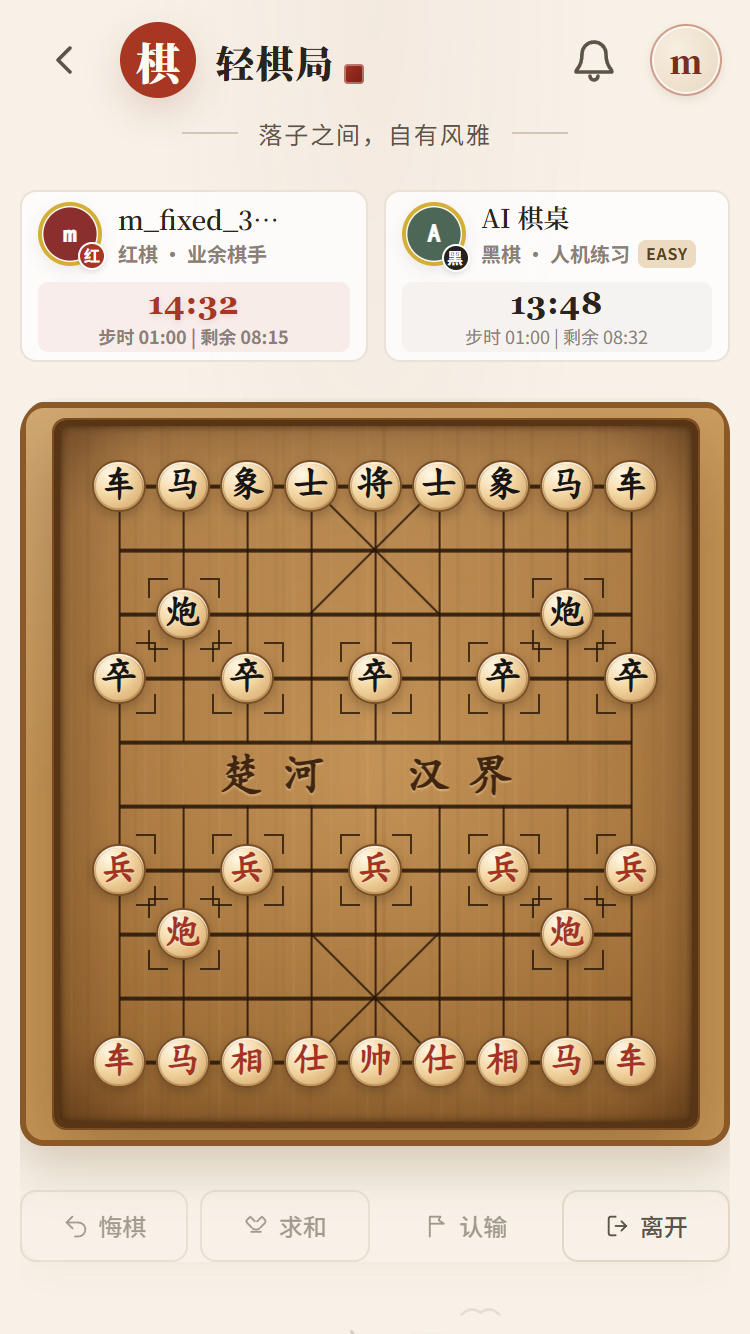 棋 轻棋局 m
落子之间，自有风雅
m 红 m_fixed_3…
红棋 • 业余棋手
14:32
步时 01:00 | 剩余 08:15
A 黑 AI 棋桌
黑棋 • 人机练习 EASY
13:48
步时 01:00 | 剩余 08:32
车 马 象 士 将 士 象 马 车
炮 炮
卒 卒 卒 卒 卒
楚 河 汉 界
兵 兵 兵 兵 兵
炮 炮
车 马 相 仕 帅 仕 相 马 车
悔棋 求和 认输 离开